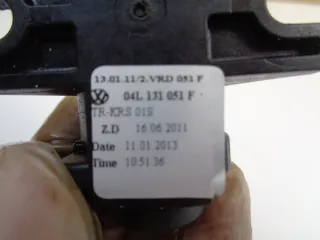 13.01.11/2.VRD 051 F
04L 131 051 F
TR-KRS 01S
Z.D 16.06.2011
Date 11 01 2013
Time 10:51:36